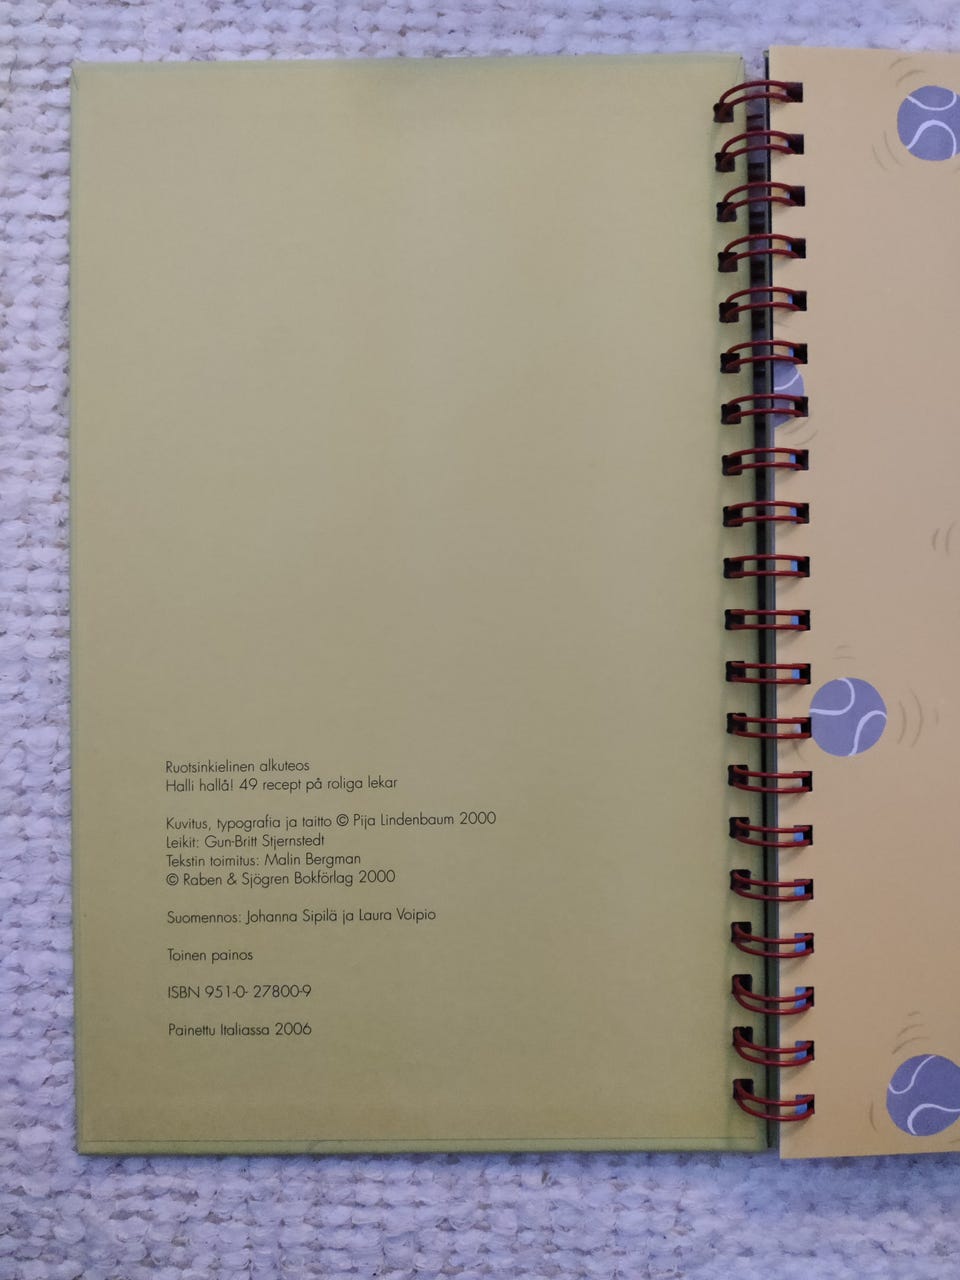 Ruotsinkielinen alkuteos
Halli hallå! 49 recept på roliga lekar
Kuvitus, typografia ja taitto © Pija Lindenbaum 2000
Leikit: Gun-Britt Stjernstedt
Tekstin toimitus: Malin Bergman
© Raben & Sjögren Bokförlag 2000
Suomennos: Johanna Sipilä ja Laura Voipio
Toinen painos
ISBN 951-0- 27800-9
Painettu Italiassa 2006